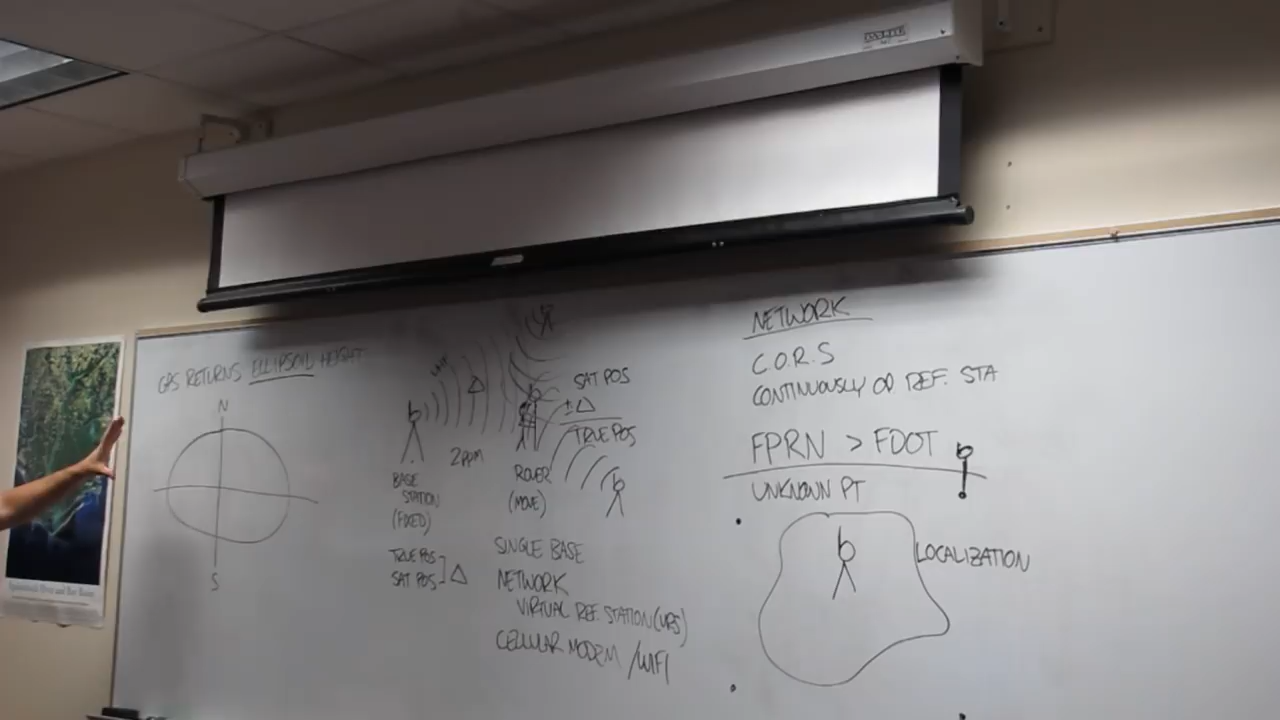 GPS RETURNS ELLIPSOID HEIGHT
N
S
UHF
2PPM
BASE
STATION
(FIXED)
TRUE POS
SAT POS
ROVER
(MOVE)
SAT POS
±△
TRUE POS
SINGLE BASE
NETWORK
VIRTUAL REF. STATION (VRS)
CELLULAR MODEM /WIFI
NETWORK
C.O.R.S
CONTINUOUSLY OP REF. STA
FPRN > FDOT
UNKNOWN PT
LOCALIZATION